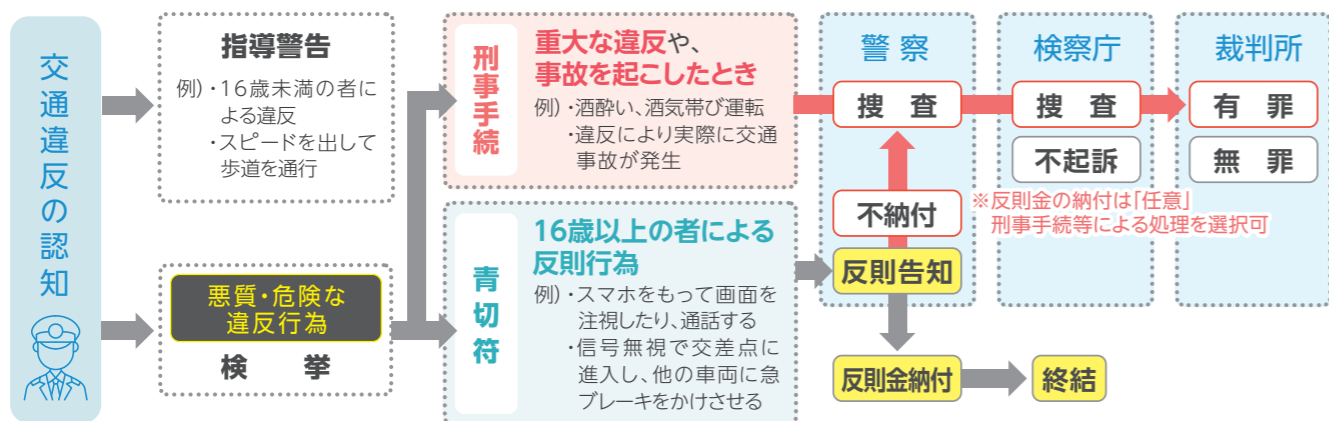 交通違反の認知
指導警告
例)・16歳未満の者に
よる違反
・スピードを出して
歩道を通行
悪質・危険な
違反行為
検 挙
刑事手続
重大な違反や、
事故を起こしたとき
例)・酒酔い、酒気帯び運転
・違反により実際に交通
事故が発生
青切符
16歳以上の者による
反則行為
例)・スマホをもって画面を
注視したり、通話する
・信号無視で交差点に
進入し、他の車両に急
ブレーキをかけさせる
警察
捜 査
不納付
反則告知
反則金納付
終結
検察庁
捜 査
不起訴
裁判所
有 罪
無 罪
※反則金の納付は「任意」
刑事手続等による処理を選択可